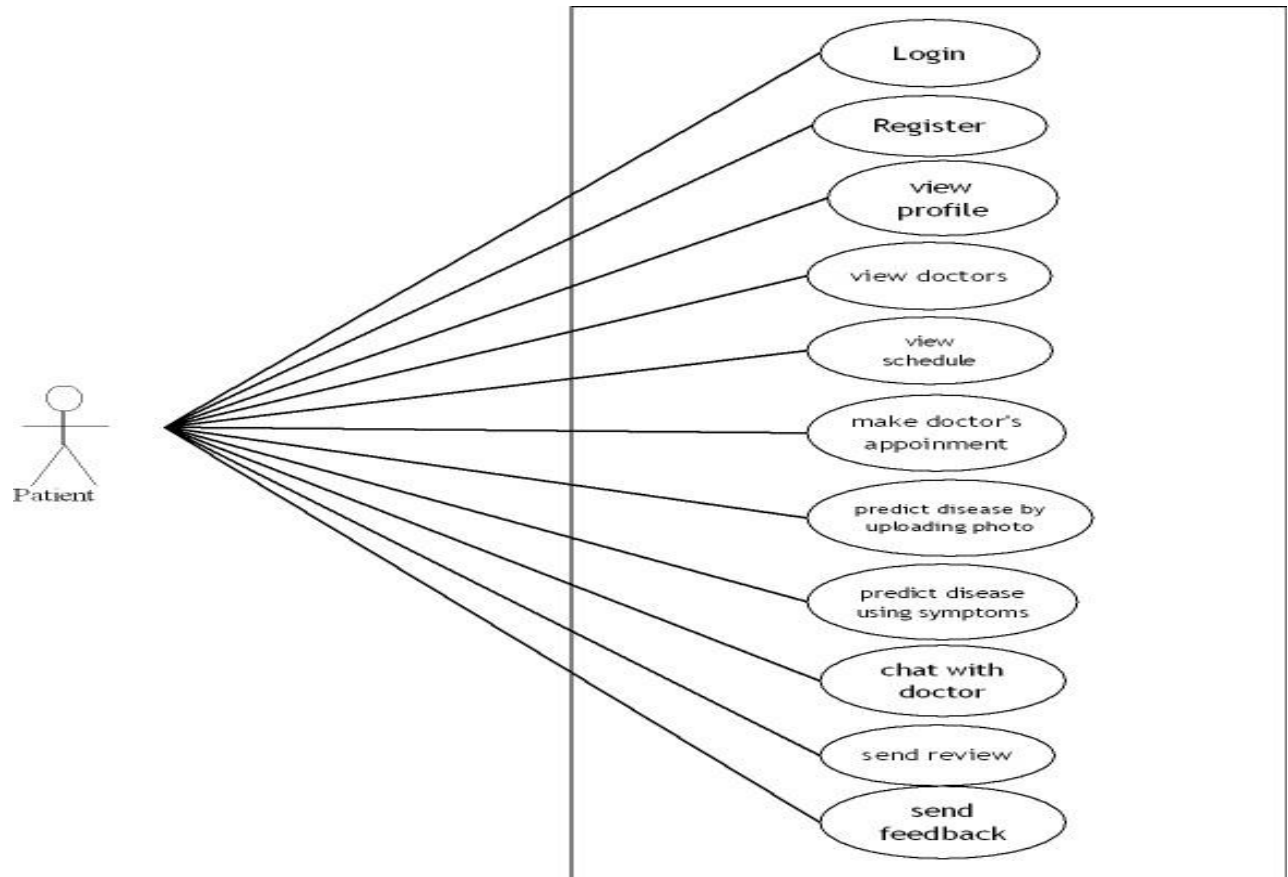 Login
Register
view
profile
view doctors
view
schedule
make doctor's
appoinment
Patient
predict disease by
uploading photo
predict disease
using symptoms
chat with
doctor
send review
send
feedback